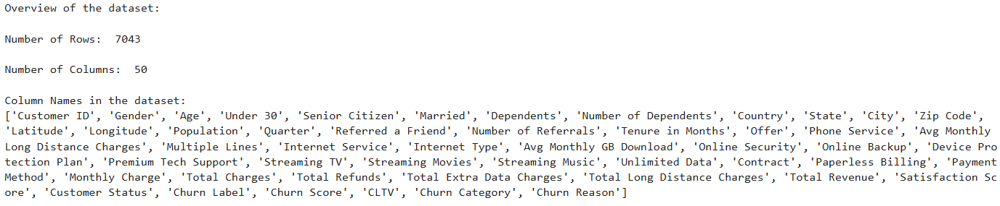 Overview of the dataset:
Number of Rows:  7043
Number of Columns:  50
Column Names in the dataset:
['Customer ID', 'Gender', 'Age', 'Under 30', 'Senior Citizen', 'Married', 'Dependents', 'Number of Dependents', 'Country', 'State', 'City', 'Zip Code',
'Latitude', 'Longitude', 'Population', 'Quarter', 'Referred a Friend', 'Number of Referrals', 'Tenure in Months', 'Offer', 'Phone Service', 'Avg Monthly
Long Distance Charges', 'Multiple Lines', 'Internet Service', 'Internet Type', 'Avg Monthly GB Download', 'Online Security', 'Online Backup', 'Device Pro
tection Plan', 'Premium Tech Support', 'Streaming TV', 'Streaming Movies', 'Streaming Music', 'Unlimited Data', 'Contract', 'Paperless Billing', 'Payment
Method', 'Monthly Charge', 'Total Charges', 'Total Refunds', 'Total Extra Data Charges', 'Total Long Distance Charges', 'Total Revenue', 'Satisfaction Sc
ore', 'Customer Status', 'Churn Label', 'Churn Score', 'CLTV', 'Churn Category', 'Churn Reason']